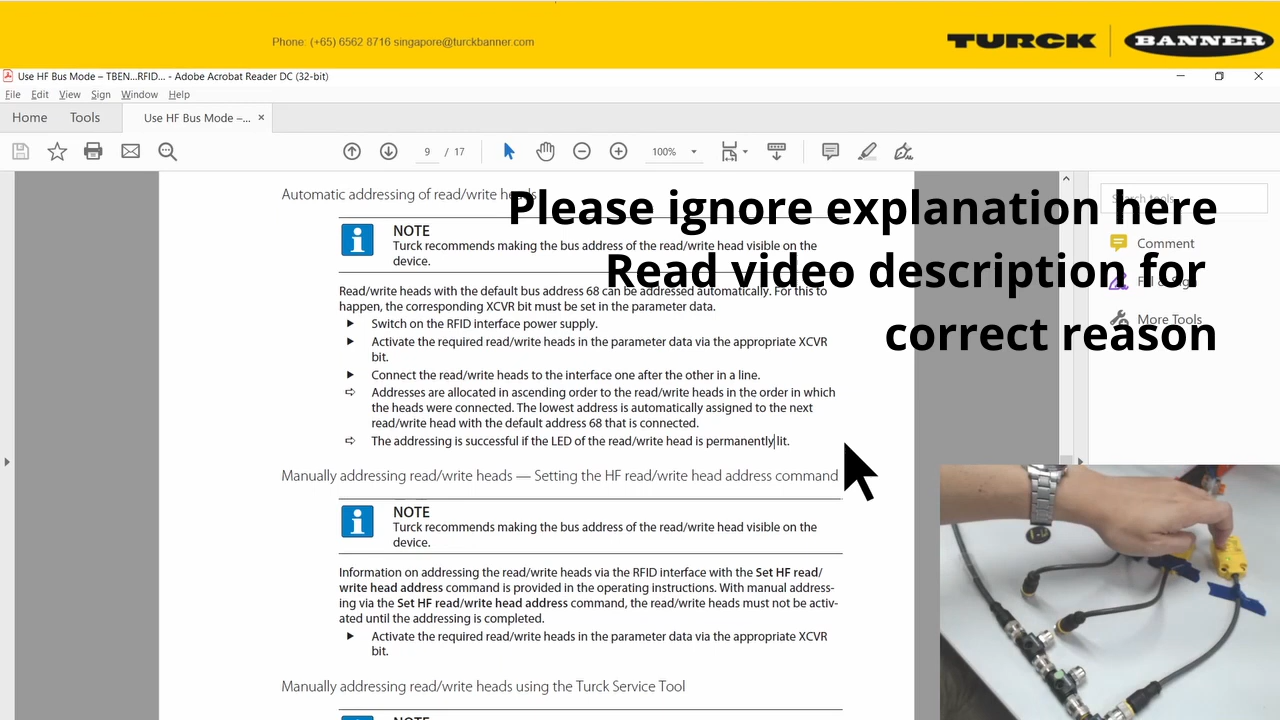 Phone: (+65) 6562 8716 singapore@turckbanner.com
TURCK
BANNER
Use HF Bus Mode – TBEN...RFID... - Adobe Acrobat Reader DC (32-bit)
File Edit View Sign Window Help
Home Tools Use HF Bus Mode –... ×
9 / 17 100%
Automatic addressing of read/write heads
Please ignore explanation here
Read video description for
correct reason
Search tools
Comment
Fill & Sign
More Tools
NOTE
Turck recommends making the bus address of the read/write head visible on the
device.
Read/write heads with the default bus address 68 can be addressed automatically. For this to
happen, the corresponding XCVR bit must be set in the parameter data.
Switch on the RFID interface power supply.
Activate the required read/write heads in the parameter data via the appropriate XCVR
bit.
Connect the read/write heads to the interface one after the other in a line.
Addresses are allocated in ascending order to the read/write heads in the order in which
the heads were connected. The lowest address is automatically assigned to the next
read/write head with the default address 68 that is connected.
The addressing is successful if the LED of the read/write head is permanently lit.
Manually addressing read/write heads — Setting the HF read/write head address command
NOTE
Turck recommends making the bus address of the read/write head visible on the
device.
Information on addressing the read/write heads via the RFID interface with the Set HF read/
write head address command is provided in the operating instructions. With manual address-
ing via the Set HF read/write head address command, the read/write heads must not be activ-
ated until the addressing is completed.
Activate the required read/write heads in the parameter data via the appropriate XCVR
bit.
Manually addressing read/write heads using the Turck Service Tool
NOTE